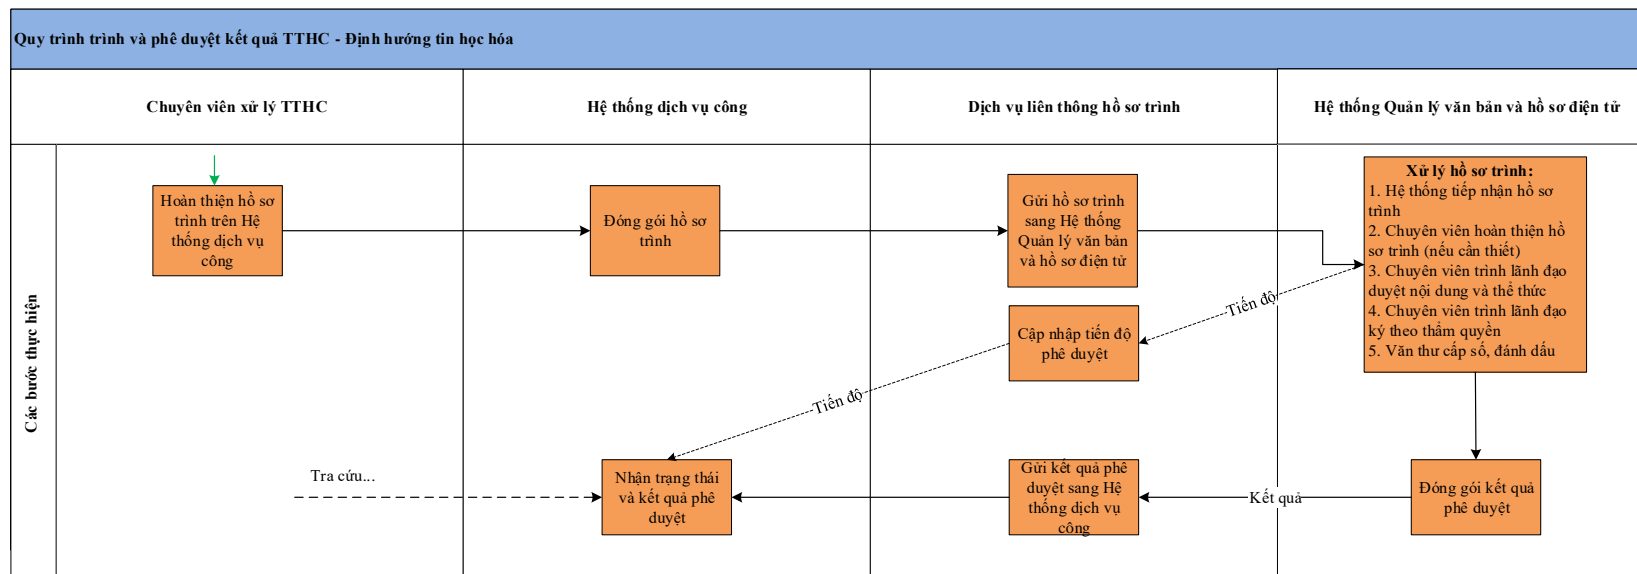 Quy trình trình và phê duyệt kết quả TTHC - Định hướng tin học hóa
Chuyên viên xử lý TTHC
Hệ thống dịch vụ công
Dịch vụ liên thông hồ sơ trình
Hệ thống Quản lý văn bản và hồ sơ điện tử
Các bước thực hiện
Hoàn thiện hồ sơ
trình trên Hệ
thống dịch vụ
công
Đóng gói hồ sơ
trình
Gửi hồ sơ trình
sang Hệ thống
Quản lý văn bản
và hồ sơ điện tử
Xử lý hồ sơ trình:
1. Hệ thống tiếp nhận hồ sơ
trình
2. Chuyên viên hoàn thiện hồ
sơ trình (nếu cần thiết)
3. Chuyên viên trình lãnh đạo
duyệt nội dung và thể thức
4. Chuyên viên trình lãnh đạo
ký theo thẩm quyền
5. Văn thư cấp số, đánh dấu
Tiến độ
Cập nhập tiến độ
phê duyệt
Tiến độ
Tra cứu...
Nhận trạng thái
và kết quả phê
duyệt
Gửi kết quả phê
duyệt sang Hệ
thống dịch vụ
công
Kết quả
Đóng gói kết quả
phê duyệt